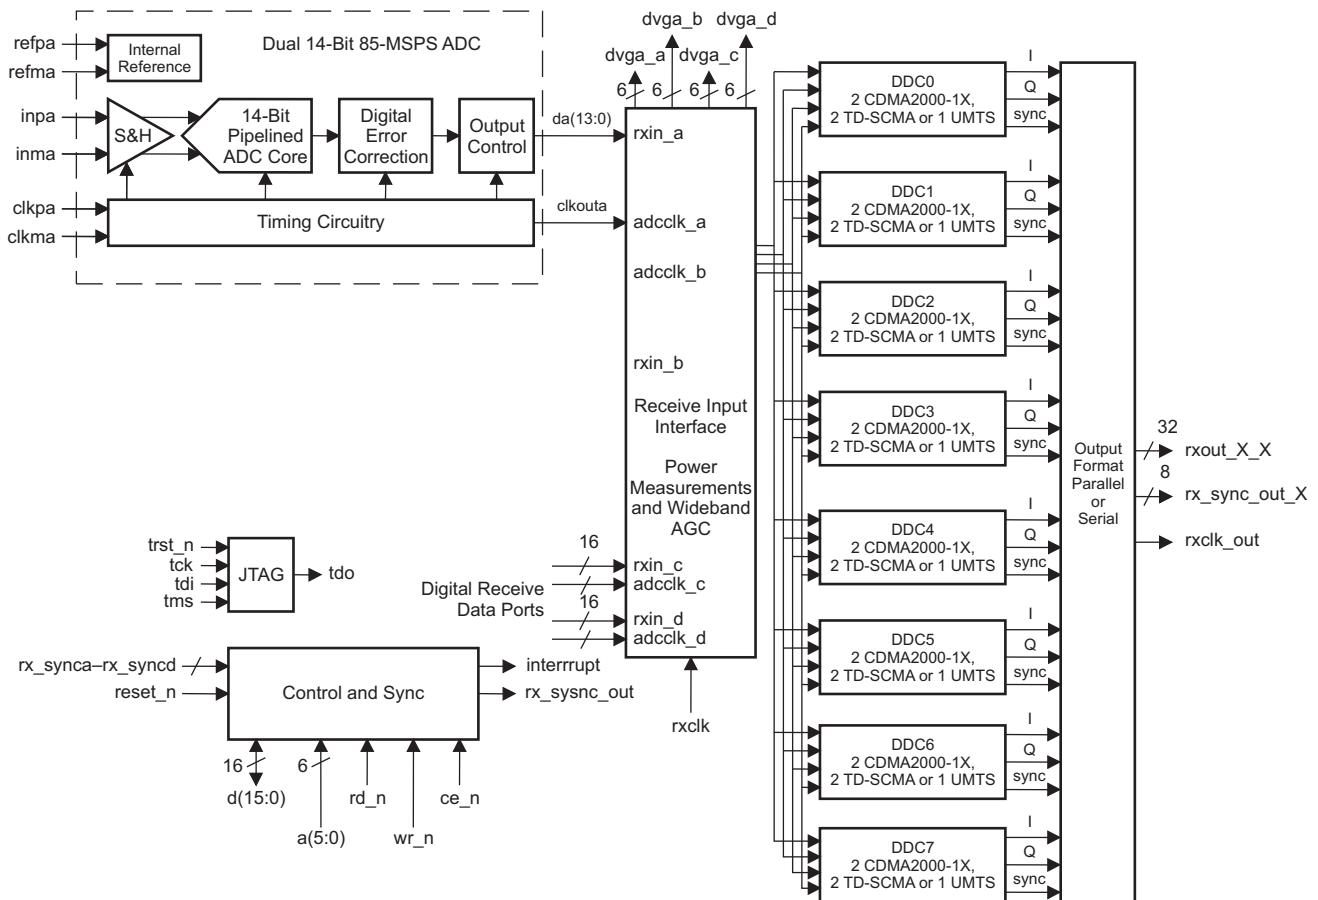 dvga_b
dvga_d
dvga_a
dvga_c
6
6
6
6
refpa
refma
Internal
Reference
Dual 14-Bit 85-MSPS ADC
inpa
inma
S&H
14-Bit
Pipelined
ADC Core
Digital
Error
Correction
Output
Control
da(13:0)
clkpa
clkma
Timing Circuitry
clkouta
rxin_a
adcclk_a
adcclk_b
rxin_b
Receive Input
Interface
Power
Measurements
and Wideband
AGC
rxin_c
adcclk_c
rxin_d
adcclk_d
16
Digital Receive
Data Ports
16
rxclk
trst_n
tck
tdi
tms
JTAG
tdo
rx_synca–rx_syncd
reset_n
Control and Sync
interrrupt
rx_sysnc_out
16
6
d(15:0)
a(5:0)
rd_n
wr_n
ce_n
DDC0
2 CDMA2000-1X,
2 TD-SCMA or 1 UMTS
I
Q
sync
DDC1
2 CDMA2000-1X,
2 TD-SCMA or 1 UMTS
I
Q
sync
DDC2
2 CDMA2000-1X,
2 TD-SCMA or 1 UMTS
I
Q
sync
DDC3
2 CDMA2000-1X,
2 TD-SCMA or 1 UMTS
I
Q
sync
DDC4
2 CDMA2000-1X,
2 TD-SCMA or 1 UMTS
I
Q
sync
DDC5
2 CDMA2000-1X,
2 TD-SCMA or 1 UMTS
I
Q
sync
DDC6
2 CDMA2000-1X,
2 TD-SCMA or 1 UMTS
I
Q
sync
DDC7
2 CDMA2000-1X,
2 TD-SCMA or 1 UMTS
I
Q
sync
Output
Format
Parallel
or
Serial
32
rxout_X_X
8
rx_sync_out_X
rxclk_out